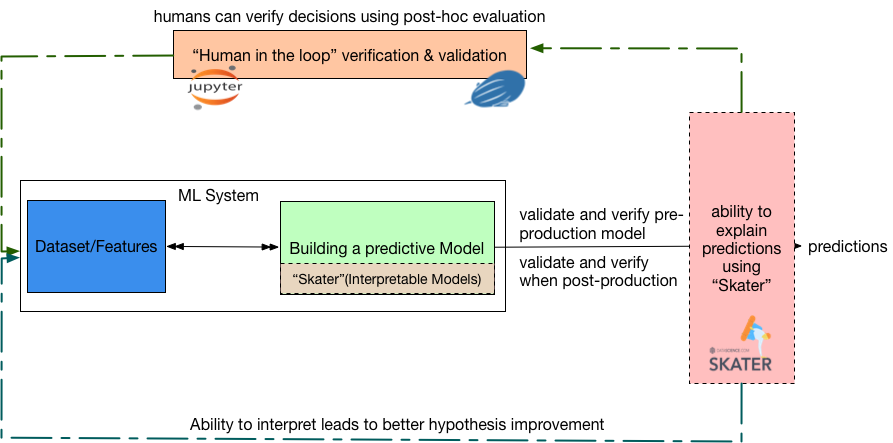 humans can verify decisions using post-hoc evaluation
“Human in the loop” verification & validation
jupyter
ML System
Dataset/Features
Building a predictive Model
“Skater”(Interpretable Models)
validate and verify pre-
production model
validate and verify
when post-production
ability to
explain
predictions
using
“Skater”
SKATER
predictions
Ability to interpret leads to better hypothesis improvement